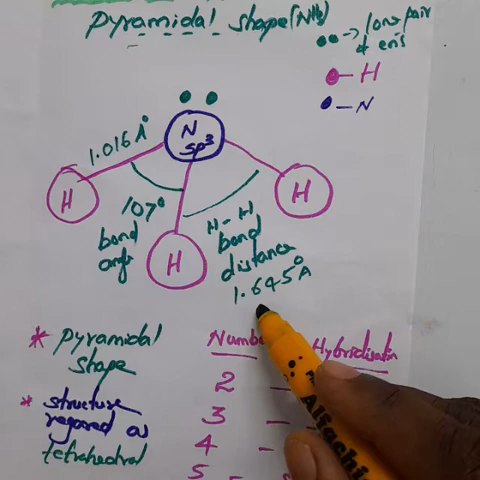 Pyramidal shape(NH3)
→ lone pair
of e⁻s
— H
— N
1.016 A°
N
sp³
H
H
H
107°
bond
angle
H - H
bond
distance
1.645°A
* Pyramidal
shape
* structure
regarded as
tetrahedral
Hybridisation
2 —
3 —
4 —
5 —